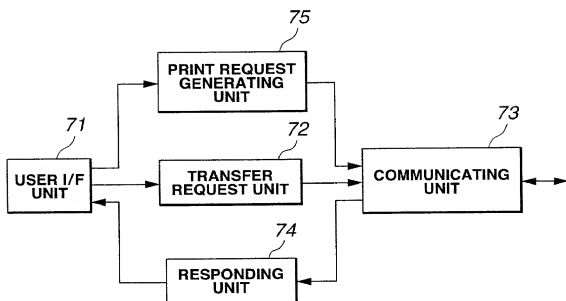 75
PRINT REQUEST
GENERATING
UNIT
71
USER I/F
UNIT
72
TRANSFER
REQUEST UNIT
73
COMMUNICATING
UNIT
74
RESPONDING
UNIT